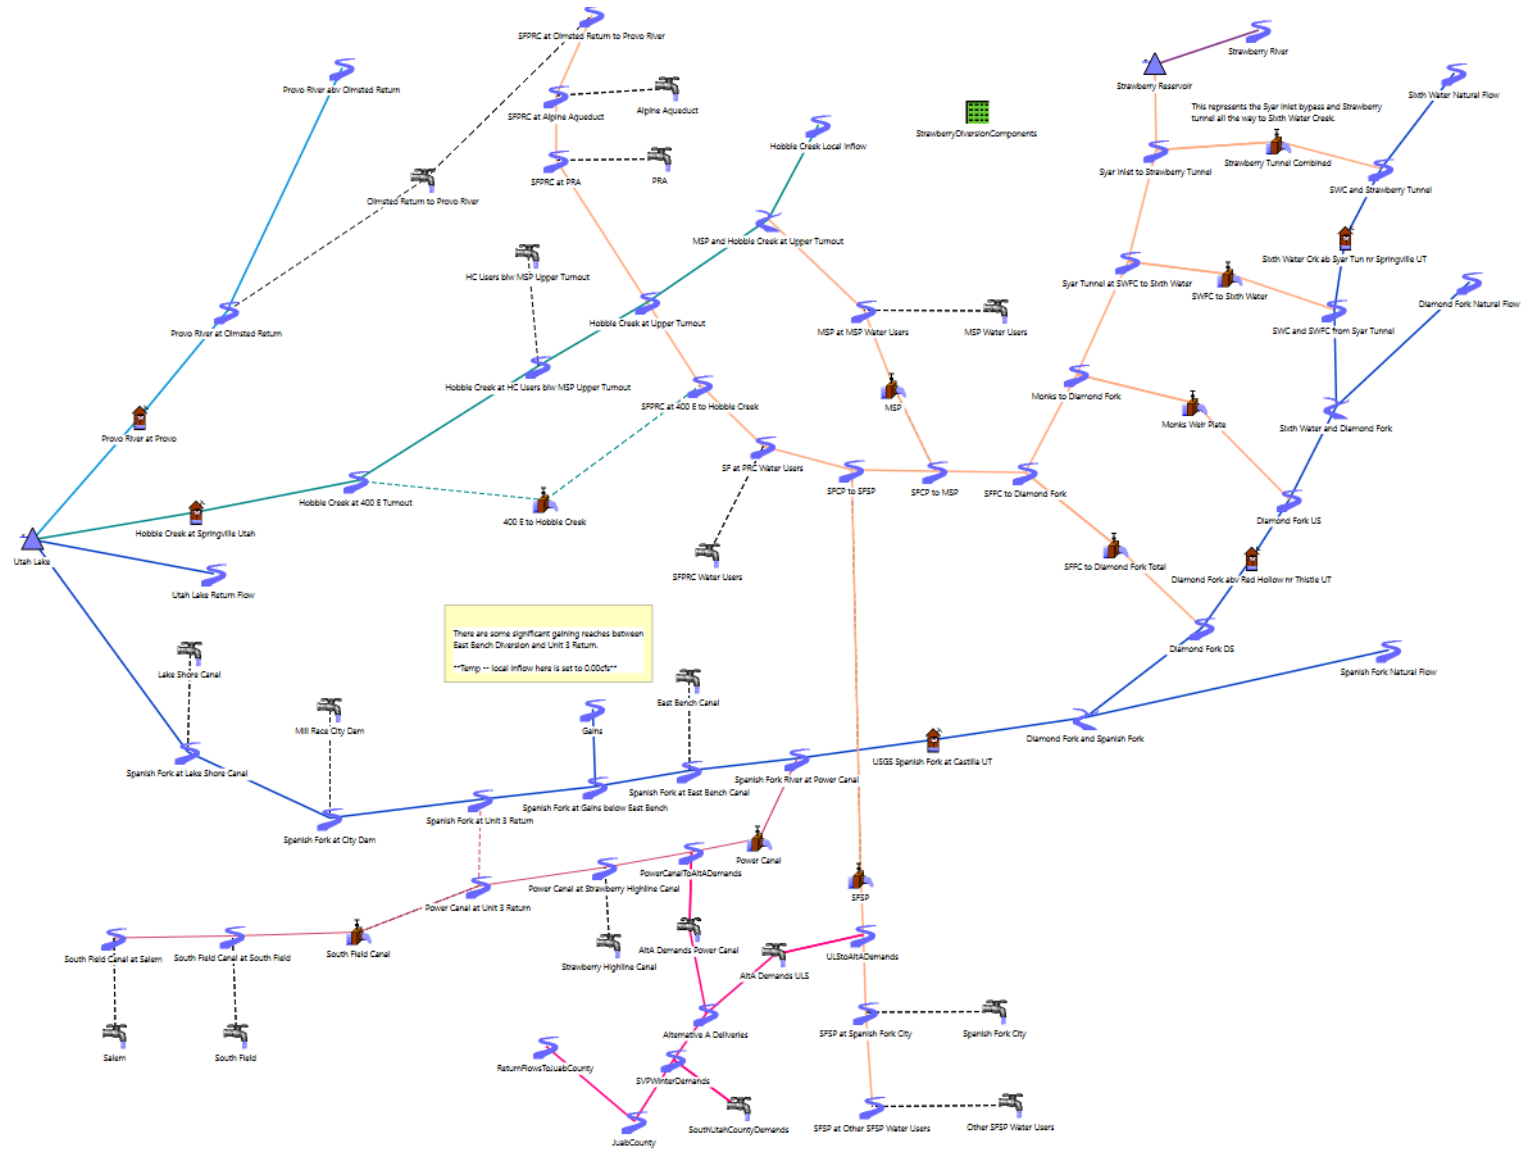 SFPRC at Olmsted Return to Provo River
Strawberry River
Provo River abv Olmsted Return
Strawberry Reservoir
Sixth Water Natural Flow
Alpine Aqueduct
SFPRC at Alpine Aqueduct
This represents the Syar Inlet bypass and Strawberry
tunnel all the way to Sixth Water Creek.
StrawberryDiversionComponents
Hobble Creek Local Inflow
Strawberry Tunnel Combined
Syar Inlet to Strawberry Tunnel
SFPRC at PRA
PRA
SWC and Strawberry Tunnel
Olmsted Return to Provo River
MSP and Hobble Creek at Upper Turnout
Sixth Water Crk ab Syar Tun nr Springville UT
HC Users blw MSP Upper Turnout
Syar Tunnel at SWFC to Sixth Water
SWFC to Sixth Water
Diamond Fork Natural Flow
Hobble Creek at Upper Turnout
Provo River at Olmsted Return
MSP at MSP Water Users
MSP Water Users
SWC and SWFC from Syar Tunnel
Hobble Creek at HC Users blw MSP Upper Turnout
Monks to Diamond Fork
SFPRC at 400 E to Hobble Creek
MSP
Monks Weir Plate
Sixth Water and Diamond Fork
Provo River at Provo
SF at PRC Water Users
SFCP to SFSP
SFCP to MSP
SFFC to Diamond Fork
Hobble Creek at 400 E Turnout
400 E to Hobble Creek
Diamond Fork US
Hobble Creek at Springville Utah
Utah Lake
SFPRC Water Users
SFFC to Diamond Fork Total
Diamond Fork abv Red Hollow nr Thistle UT
Utah Lake Return Flow
There are some significant gaining reaches between
East Bench Diversion and Unit 3 Return.
**Temp -- local inflow here is set to 0.00cfs**
Diamond Fork DS
Lake Shore Canal
Spanish Fork Natural Flow
East Bench Canal
Mill Race City Dam
Gains
Diamond Fork and Spanish Fork
USGS Spanish Fork at Castilla UT
Spanish Fork at Lake Shore Canal
Spanish Fork River at Power Canal
Spanish Fork at East Bench Canal
Spanish Fork at Gains below East Bench
Spanish Fork at Unit 3 Return
Spanish Fork at City Dam
Power Canal
PowerCanalToAltADemands
Power Canal at Strawberry Highline Canal
SFSP
Power Canal at Unit 3 Return
South Field Canal at Salem
South Field Canal at South Field
South Field Canal
AltA Demands Power Canal
Strawberry Highline Canal
ULStoAltADemands
AltA Demands ULS
Alternative A Deliveries
SFSP at Spanish Fork City
Spanish Fork City
Salem
South Field
ReturnFlowsToJuabCounty
SVPWinterDemands
SouthUtahCountyDemands
SFSP at Other SFSP Water Users
Other SFSP Water Users
JuabCounty